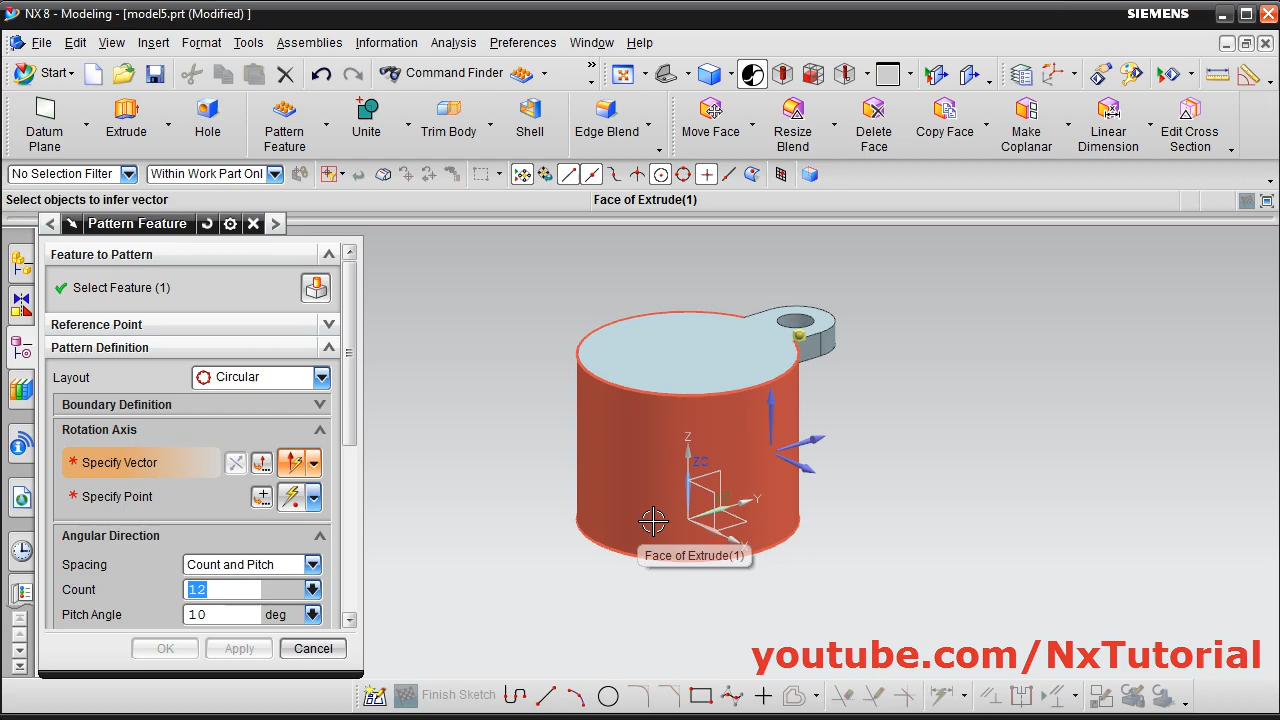 NX 8 - Modeling - [model5.prt (Modified) ]
SIEMENS
File Edit View Insert Format Tools Assemblies Information Analysis Preferences Window Help
Start Command Finder
Datum Plane
Extrude
Hole
Pattern Feature
Unite
Trim Body
Shell
Edge Blend
Move Face
Resize Blend
Delete Face
Copy Face
Make Coplanar
Linear Dimension
Edit Cross Section
No Selection Filter Within Work Part Onl
Select objects to infer vector Face of Extrude(1)
Pattern Feature
Feature to Pattern
Select Feature (1)
Reference Point
Pattern Definition
Layout Circular
Boundary Definition
Rotation Axis
* Specify Vector
* Specify Point
Angular Direction
Spacing Count and Pitch
Count 12
Pitch Angle 10 deg
OK Apply Cancel
Z
ZC
Y
Face of Extrude(1)
youtube.com/NxTutorial
Finish Sketch